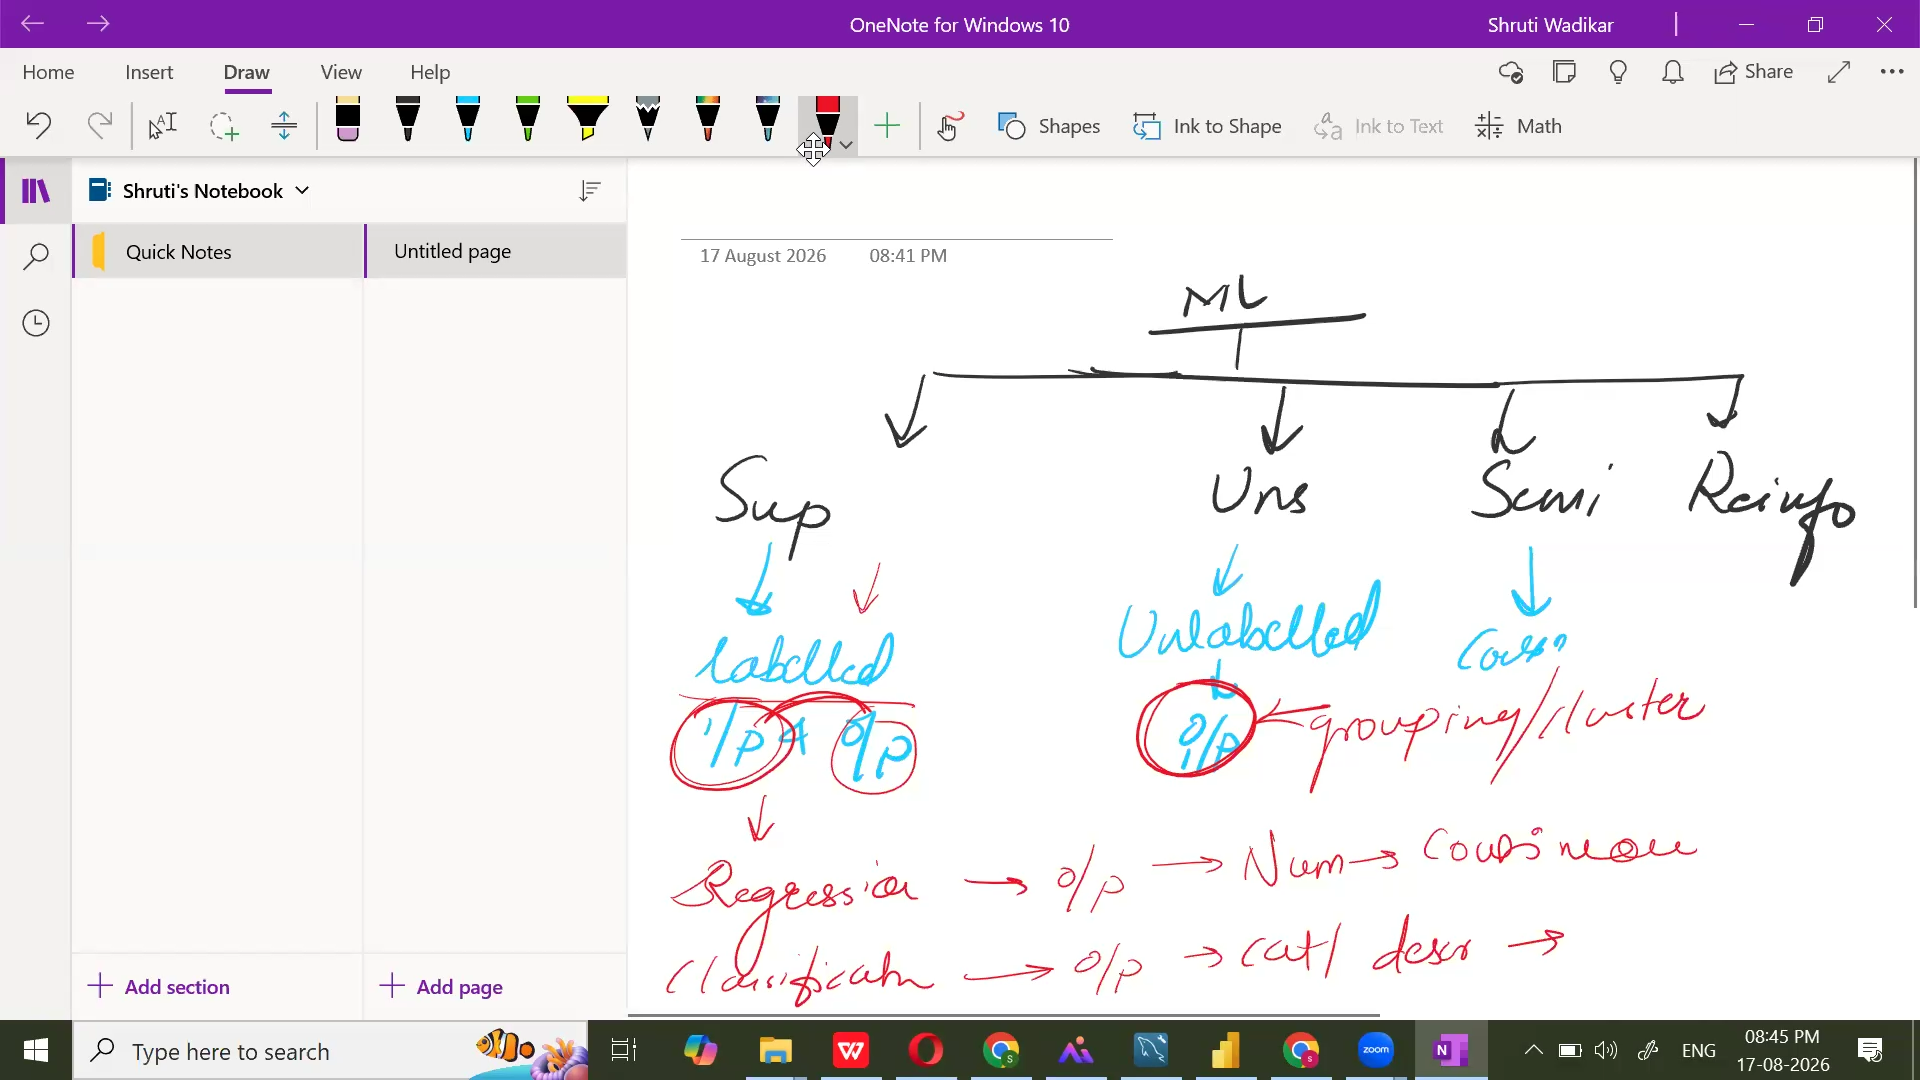 OneNote for Windows 10
Shruti Wadikar
Home Insert Draw View Help
Share
Shapes Ink to Shape Ink to Text Math
Shruti's Notebook
Quick Notes
Untitled page
17 August 2026 08:41 PM
ML
Sup Uns Semi Reinfo
labelled Unlabelled
I/p & O/p
grouping/cluster
Regression → o/p → Num →
Classificatn → o/p → cat/ descr →
Add section
Add page
Type here to search
zoom
ENG
08:45 PM
17-08-2026